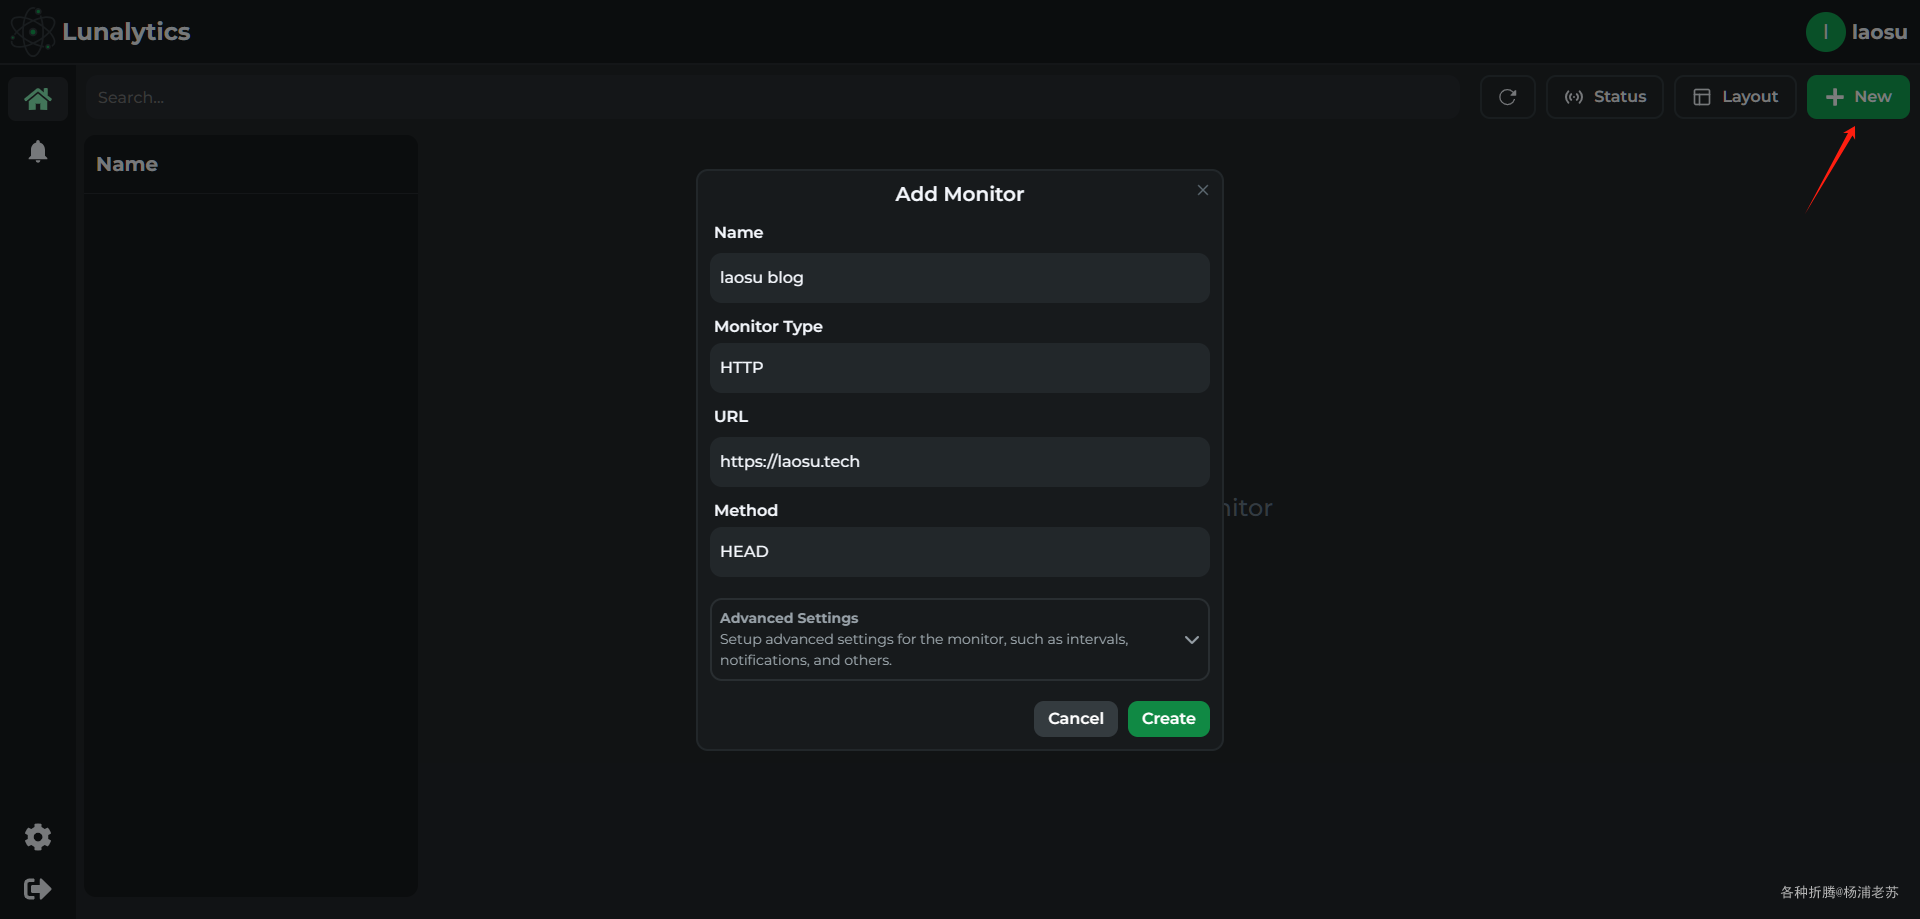 Lunalytics
l laosu
Search...
Status
Layout
New
Name
Add Monitor
Name
laosu blog
Monitor Type
HTTP
URL
https://laosu.tech
Method
HEAD
Advanced Settings
Setup advanced settings for the monitor, such as intervals,
notifications, and others.
Cancel
Create
各种折腾@杨浦老苏